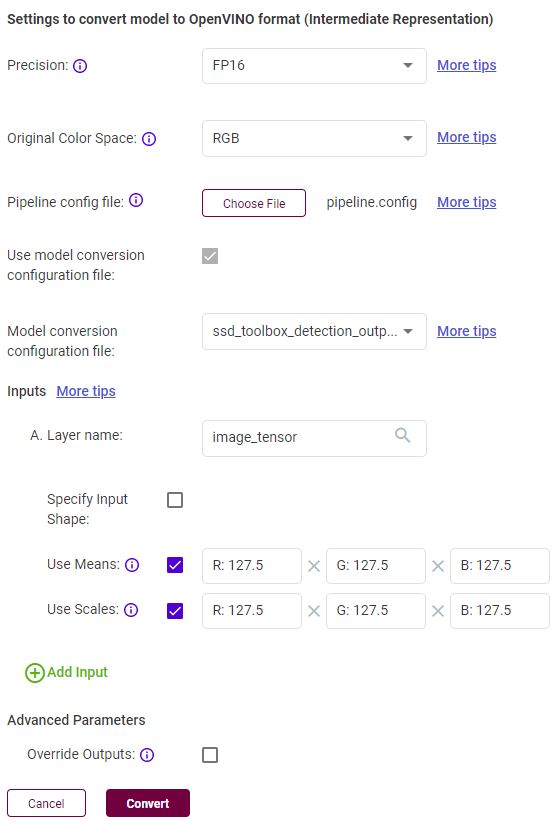 Settings to convert model to OpenVINO format (Intermediate Representation)
Precision: FP16 More tips
Original Color Space: RGB More tips
Pipeline config file: Choose File pipeline.config More tips
Use model conversion
configuration file:
Model conversion
configuration file: ssd_toolbox_detection_outp... More tips
Inputs More tips
A. Layer name: image_tensor
Specify Input
Shape:
Use Means: R: 127.5 G: 127.5 B: 127.5
Use Scales: R: 127.5 G: 127.5 B: 127.5
Add Input
Advanced Parameters
Override Outputs:
Cancel Convert